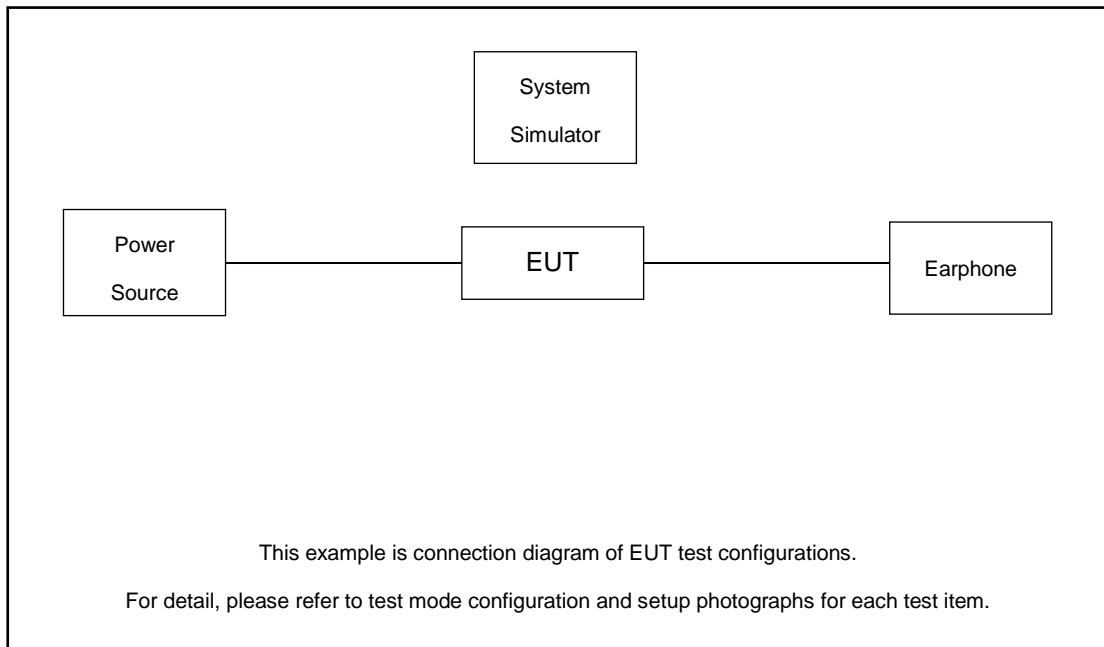 System
Simulator
Power
Source
EUT
Earphone
This example is connection diagram of EUT test configurations.
For detail, please refer to test mode configuration and setup photographs for each test item.